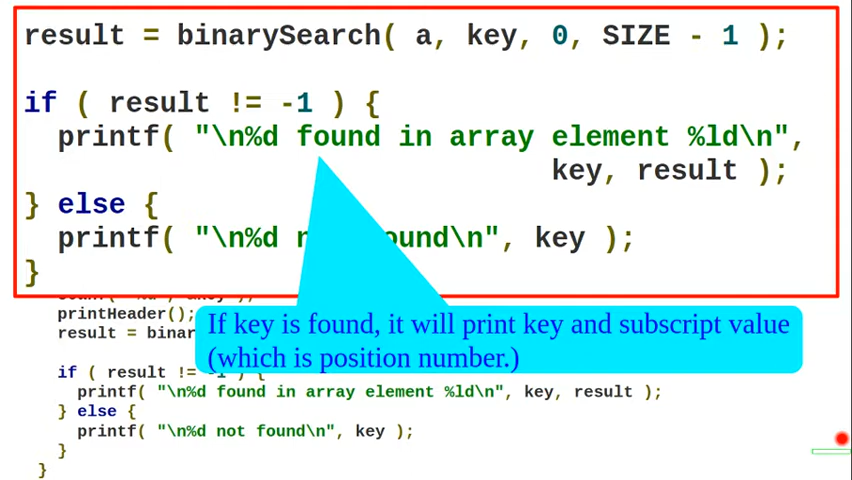 result = binarySearch( a, key, 0, SIZE - 1 );
if ( result != -1 ) {
printf( "\n%d found in array element %ld\n",
key, result );
} else {
printf( "\n%d n ound\n", key );
}
printHeader();
result = binar
If key is found, it will print key and subscript value
(which is position number.)
if ( result != -1 ) {
printf( "\n%d found in array element %ld\n", key, result );
} else {
printf( "\n%d not found\n", key );
}
}